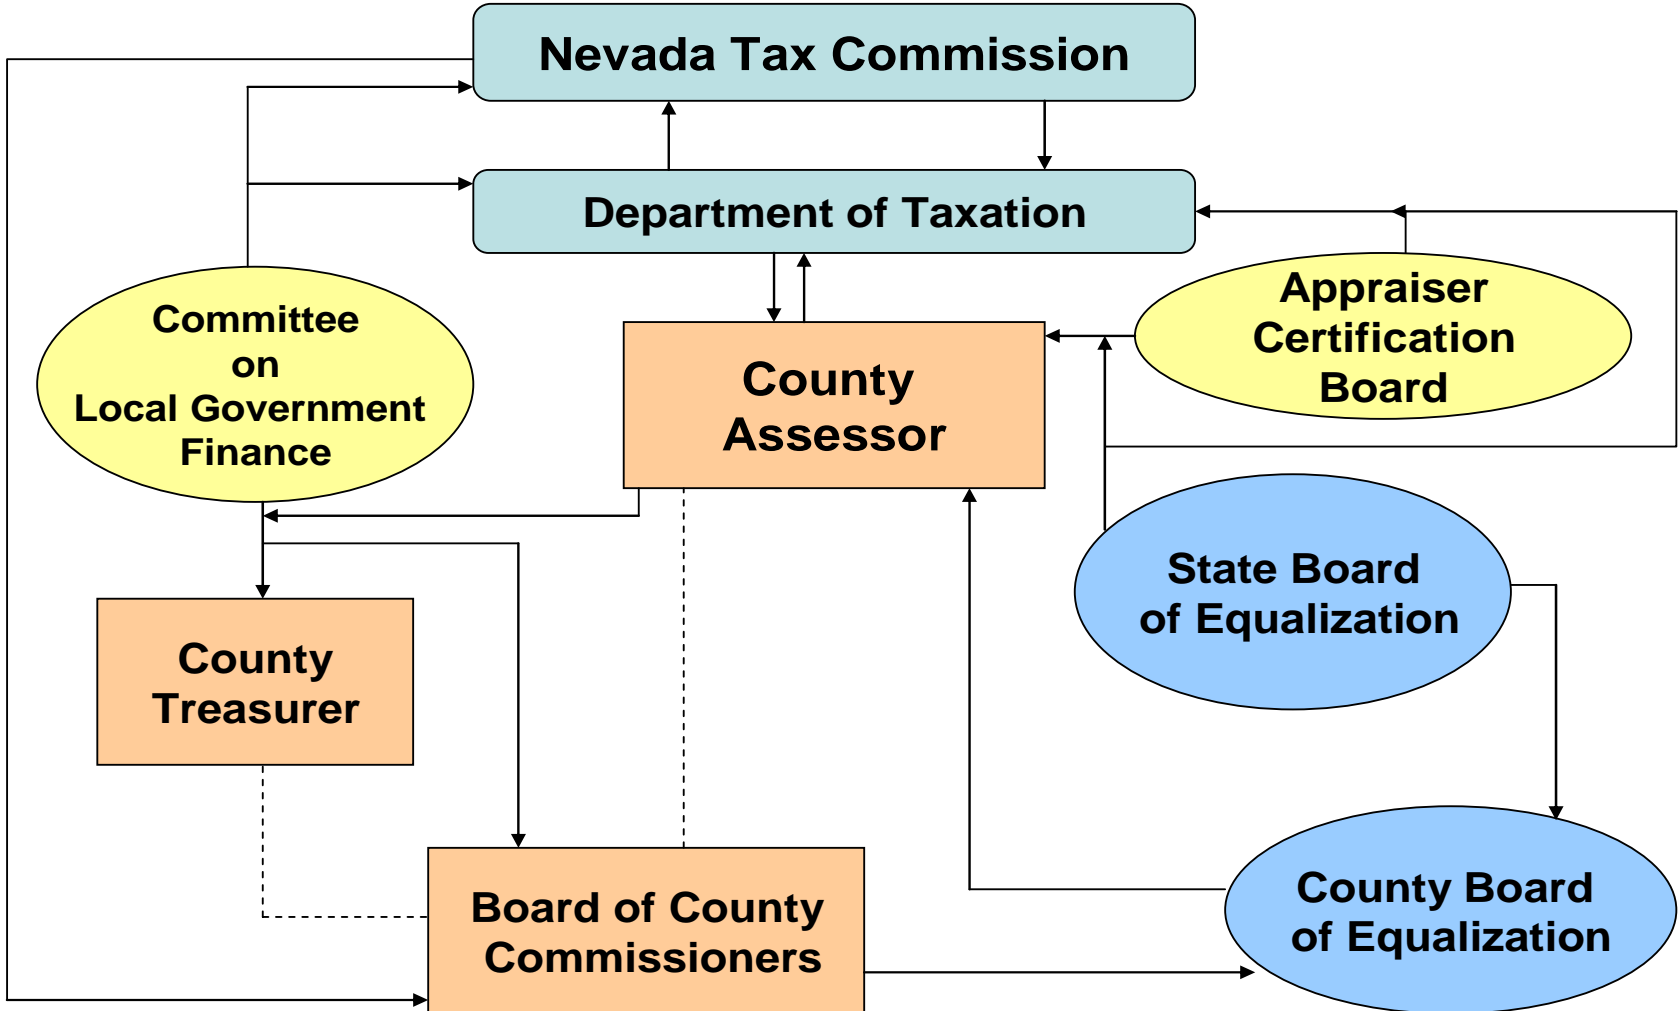 Nevada Tax Commission
Department of Taxation
Committee
on
Local Government
Finance
Appraiser
Certification
Board
County
Assessor
State Board
of Equalization
County
Treasurer
Board of County
Commissioners
County Board
of Equalization